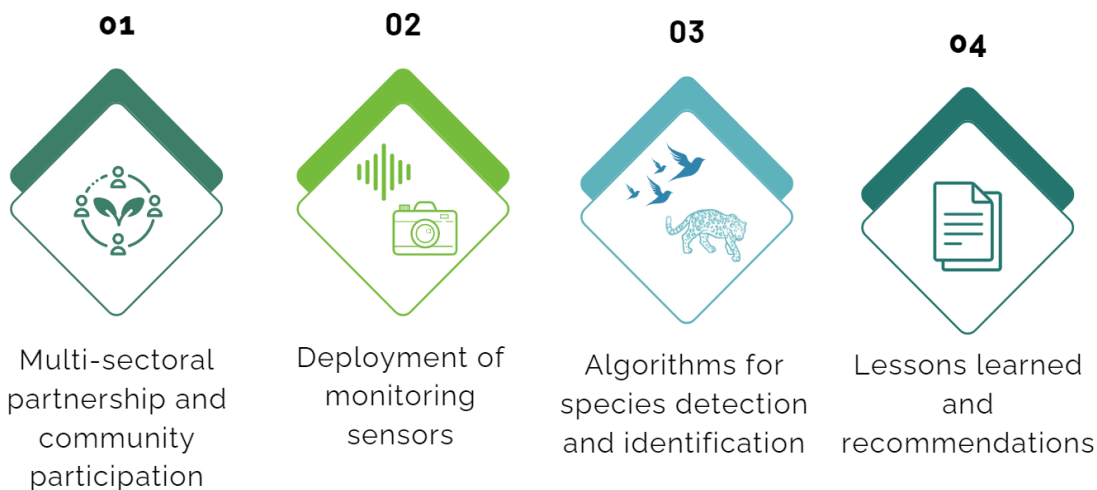 01
Multi-sectoral
partnership and
community
participation
02
Deployment of
monitoring
sensors
03
Algorithms for
species detection
and identification
04
Lessons learned
and
recommendations